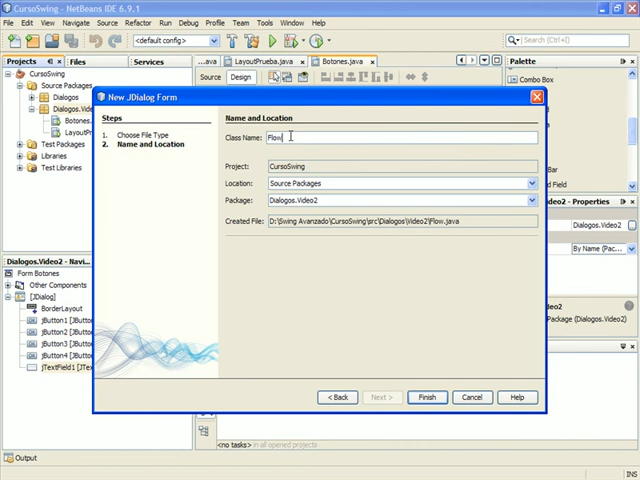 CursoSwing - NetBeans IDE 6.9.1
File Edit View Navigate Source Refactor Run Debug Profile Team Tools Window Help
<default config>
Search (Ctrl+I)
Projects Files
...ava LayoutPrueba.java Botones.java
Palette
Source Design
Combo Box
CursoSwing
Source Packages
Dialogos
Dialogos.Vide
Botones.
LayoutPr
Test Packages
Libraries
Test Libraries
New JDialog Form
Steps
1. Choose File Type
2. Name and Location
Name and Location
Class Name: Flow
Project: CursoSwing
Location: Source Packages
Package: Dialogos.Video2
Created File: D:\Swing Avanzado\CursoSwing\src\Dialogos\Video2\Flow.java
< Back Next > Finish Cancel Help
Bar
d Field
ideo2 - Properties
Dialogos.Video2
By Name (Pac...
ideo2
Package (Dialogos.Video2)
Dialogos.Video2 - Navi...
Form Botones
Other Components
[JDialog]
BorderLayout
jButton1 [JButto
jButton2 [JButto
jButton3 [JButto
jButton4 [JButto
jTextField1 [JTex
<no tasks> in all opened projects
Output
INS